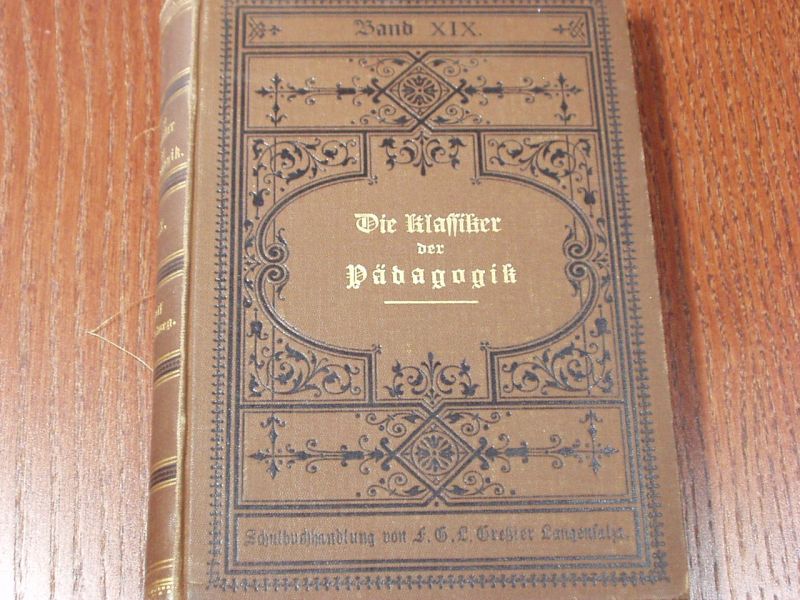 Band XIX.
Die Klassiker
der
Pädagogik
Schulbuchhandlung von F. G. L. Greßler Langensalza.